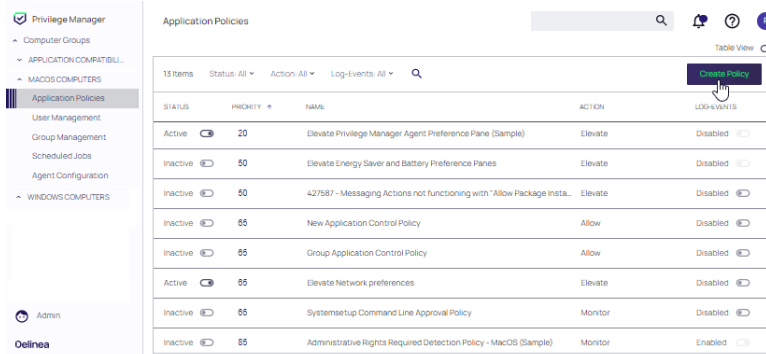 Privilege Manager
Application Policies
Computer Groups
Table View
APPLICATION COMPATIBILI...
13 Items Status: All Action: All Log-Events: All
Create Policy
MACOS COMPUTERS
Application Policies
User Management
Group Management
Scheduled Jobs
Agent Configuration
WINDOWS COMPUTERS
STATUS PRIORITY NAME ACTION LOG-EVENTS
Active 20 Elevate Privilege Manager Agent Preference Pane (Sample) Elevate Disabled
Inactive 50 Elevate Energy Saver and Battery Preference Panes Elevate Disabled
Inactive 50 427587 - Messaging Actions not functioning with "Allow Package Insta... Elevate Disabled
Inactive 65 New Application Control Policy Allow Disabled
Inactive 65 Group Application Control Policy Allow Disabled
Active 65 Elevate Network preferences Elevate Disabled
Inactive 65 Systemsetup Command Line Approval Policy Monitor Disabled
Inactive 85 Administrative Rights Required Detection Policy - MacOS (Sample) Monitor Enabled
Admin
Delinea